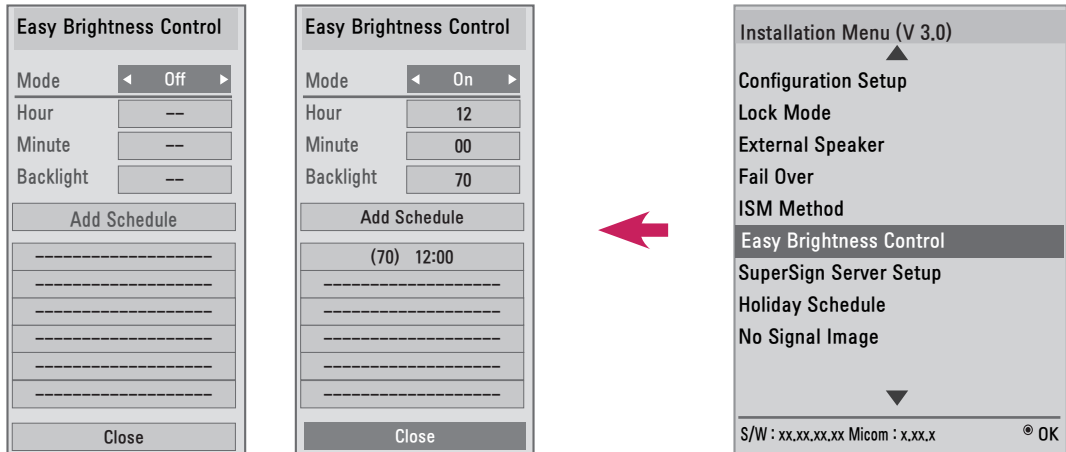 Easy Brightness Control
Mode ◄ Off ►
Hour --
Minute --
Backlight --
Add Schedule
-------------------
-------------------
-------------------
-------------------
-------------------
-------------------
Close
Easy Brightness Control
Mode ◄ On ►
Hour 12
Minute 00
Backlight 70
Add Schedule
(70) 12:00
-------------------
-------------------
-------------------
-------------------
-------------------
Close
Installation Menu (V 3.0)
Configuration Setup
Lock Mode
External Speaker
Fail Over
ISM Method
Easy Brightness Control
SuperSign Server Setup
Holiday Schedule
No Signal Image
S/W : xx.xx.xx.xx Micom : x.xx.x ◉ OK